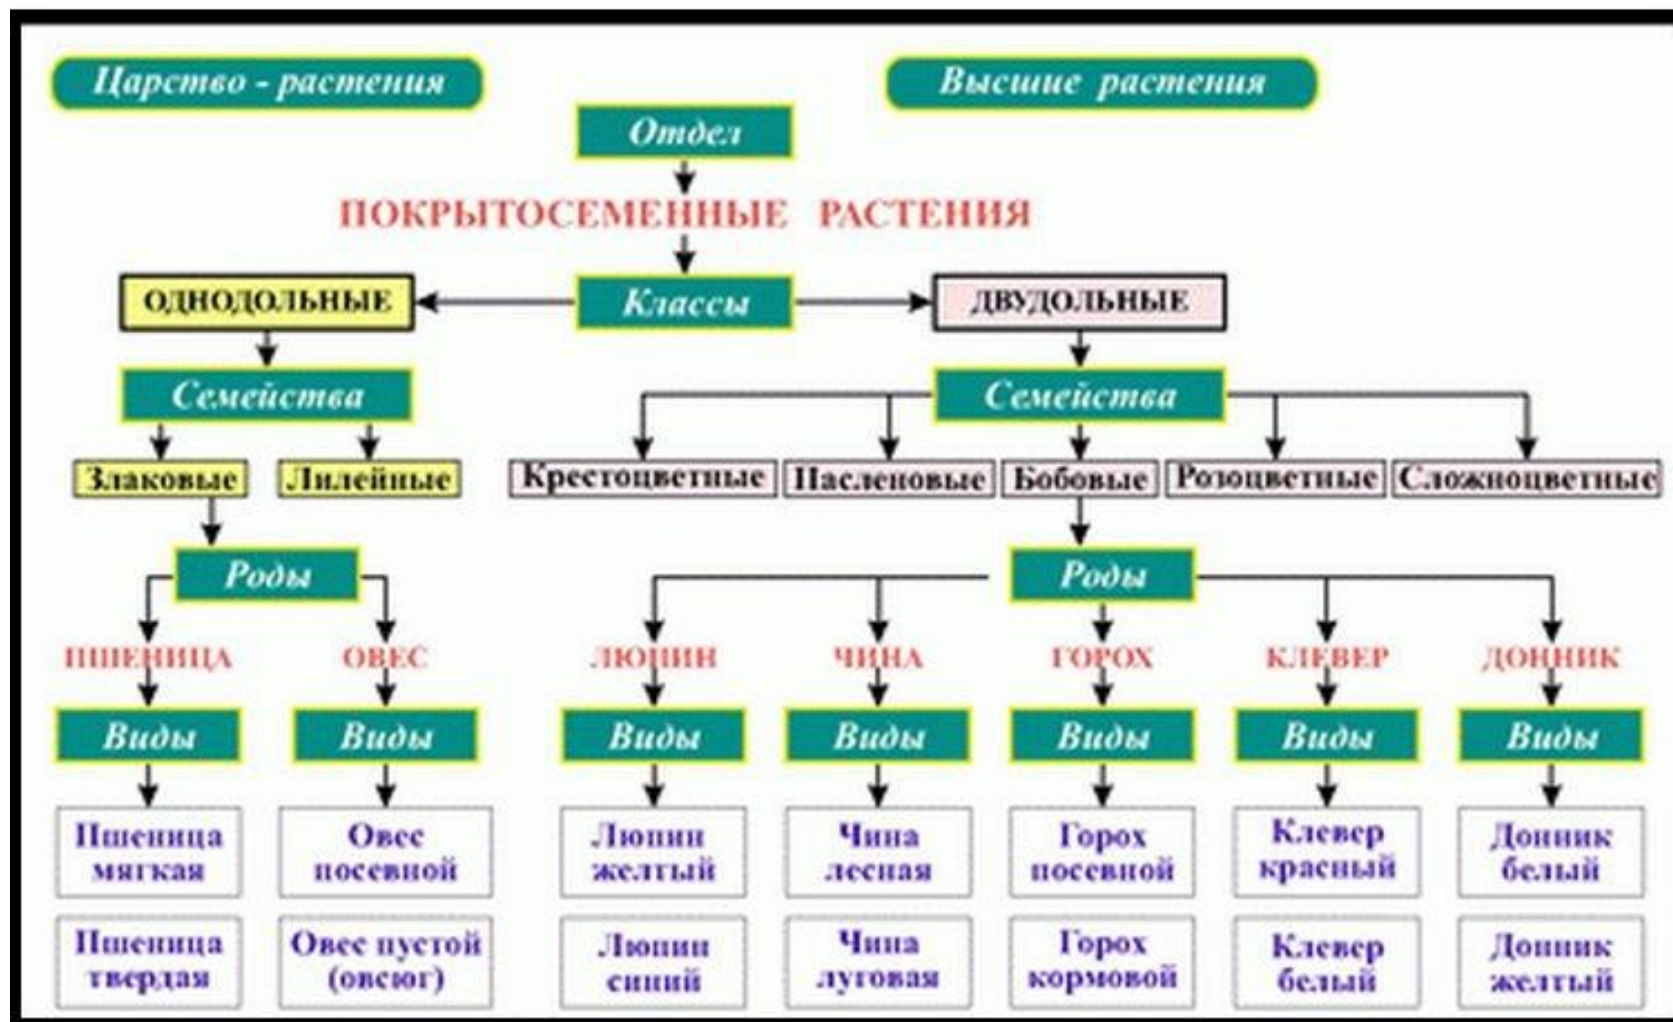 Царство - растения
Высшие растения
Отдел
ПОКРЫТОСЕМЕННЫЕ РАСТЕНИЯ
ОДНОДОЛЬНЫЕ
Классы
ДВУДОЛЬНЫЕ
Семейства
Семейства
Злаковые
Лилейные
Крестоцветные
Пасленовые
Бобовые
Розоцветные
Сложноцветные
Роды
Роды
ПШЕНИЦА
ОВЕС
ЛЮПИН
ЧИНА
ГОРОХ
КЛЕВЕР
ДОННИК
Виды
Виды
Виды
Виды
Виды
Виды
Виды
Пшеница
мягкая
Овес
посевной
Люпин
желтый
Чина
лесная
Горох
посевной
Клевер
красный
Донник
белый
Пшеница
твердая
Овес пустой
(овсюг)
Люпин
синий
Чина
луговая
Горох
кормовой
Клевер
белый
Донник
желтый